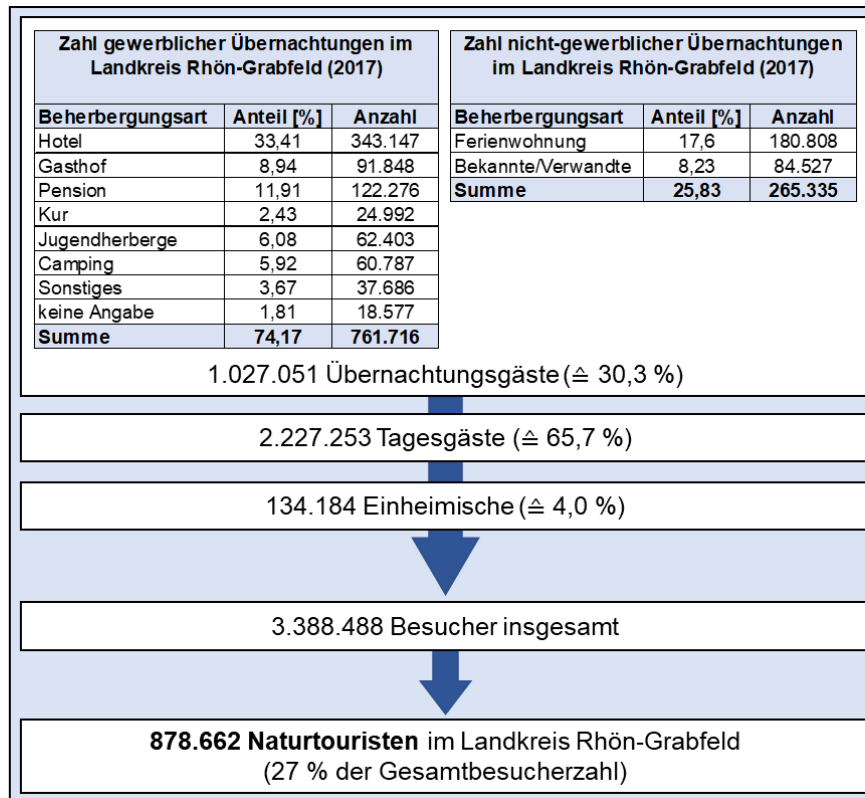 Zahl gewerblicher Übernachtungen im
Landkreis Rhön-Grabfeld (2017)
Beherbergungsart Anteil [%] Anzahl
Hotel 33,41 343.147
Gasthof 8,94 91.848
Pension 11,91 122.276
Kur 2,43 24.992
Jugendherberge 6,08 62.403
Camping 5,92 60.787
Sonstiges 3,67 37.686
keine Angabe 1,81 18.577
Summe 74,17 761.716
Zahl nicht-gewerblicher Übernachtungen
im Landkreis Rhön-Grabfeld (2017)
Beherbergungsart Anteil [%] Anzahl
Ferienwohnung 17,6 180.808
Bekannte/Verwandte 8,23 84.527
Summe 25,83 265.335
1.027.051 Übernachtungsgäste (≙ 30,3 %)
2.227.253 Tagesgäste (≙ 65,7 %)
134.184 Einheimische (≙ 4,0 %)
3.388.488 Besucher insgesamt
878.662 Naturtouristen im Landkreis Rhön-Grabfeld
(27 % der Gesamtbesucherzahl)